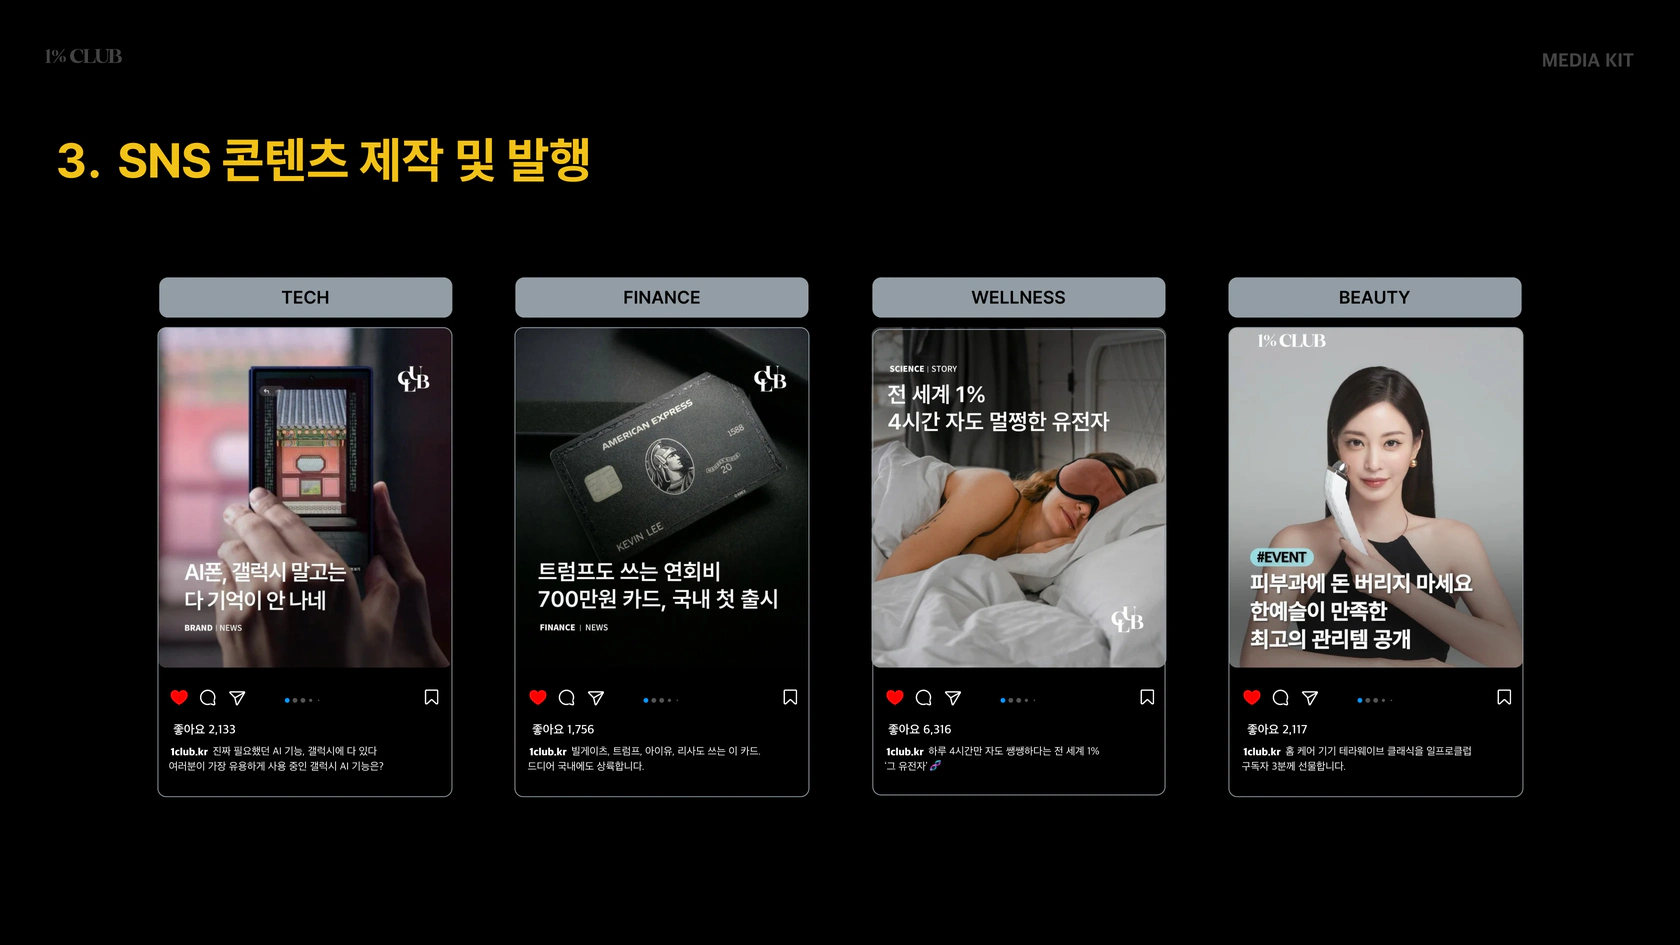 1% CLUB
MEDIA KIT
3. SNS 콘텐츠 제작 및 발행
TECH
CLUB
AI폰, 갤럭시 말고는
다 기억이 안 나네
BRAND | NEWS
좋아요 2,133
1club.kr 진짜 필요했던 AI 기능, 갤럭시에 다 있다
여러분이 가장 유용하게 사용 중인 갤럭시 AI 기능은?
FINANCE
CLUB
AMERICAN EXPRESS
1588
20
KEVIN LEE
트럼프도 쓰는 연회비
700만원 카드, 국내 첫 출시
FINANCE | NEWS
좋아요 1,756
1club.kr 빌게이츠, 트럼프, 아이유, 리사도 쓰는 이 카드.
드디어 국내에도 상륙합니다.
WELLNESS
SCIENCE | STORY
전 세계 1%
4시간 자도 멀쩡한 유전자
CLUB
좋아요 6,316
1club.kr 하루 4시간만 자도 쌩쌩하다는 전 세계 1%
'그 유전자' 🧬
BEAUTY
1% CLUB
#EVENT
피부과에 돈 버리지 마세요
한예슬이 만족한
최고의 관리템 공개
좋아요 2,117
1club.kr 홈 케어 기기 테라웨이브 클래식을 일프로클럽
구독자 3분께 선물합니다.